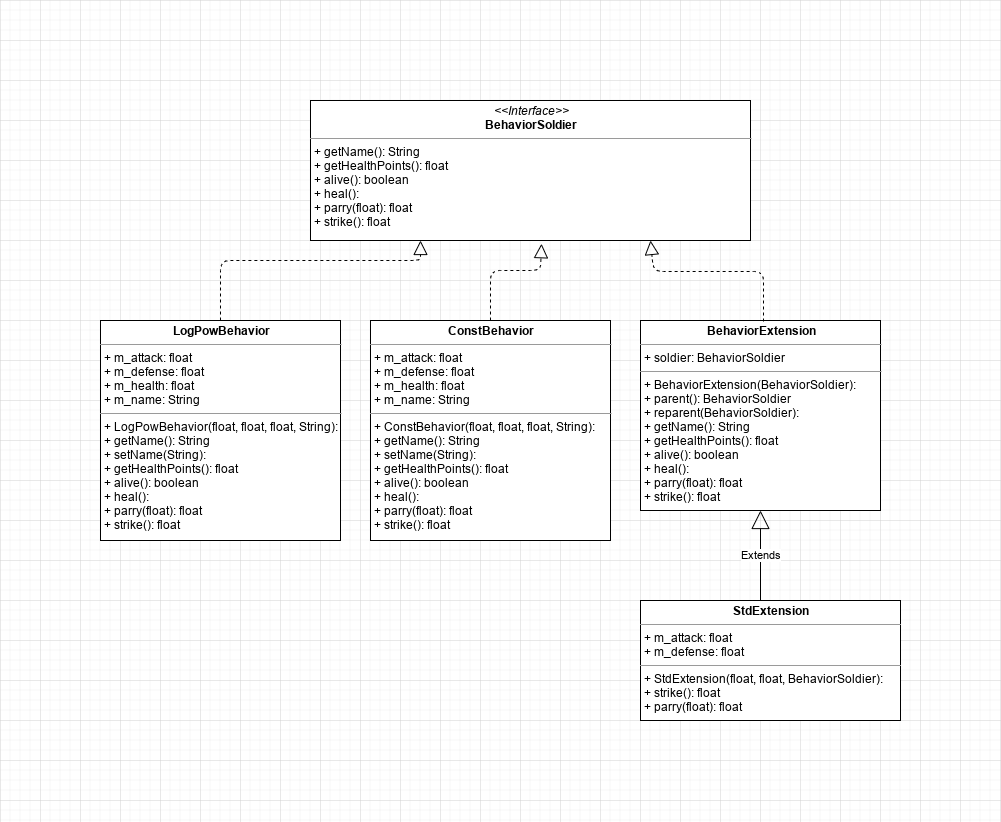 <<Interface>>
BehaviorSoldier
+ getName(): String
+ getHealthPoints(): float
+ alive(): boolean
+ heal():
+ parry(float): float
+ strike(): float
LogPowBehavior
+ m_attack: float
+ m_defense: float
+ m_health: float
+ m_name: String
+ LogPowBehavior(float, float, float, String):
+ getName(): String
+ setName(String):
+ getHealthPoints(): float
+ alive(): boolean
+ heal():
+ parry(float): float
+ strike(): float
ConstBehavior
+ m_attack: float
+ m_defense: float
+ m_health: float
+ m_name: String
+ ConstBehavior(float, float, float, String):
+ getName(): String
+ setName(String):
+ getHealthPoints(): float
+ alive(): boolean
+ heal():
+ parry(float): float
+ strike(): float
BehaviorExtension
+ soldier: BehaviorSoldier
+ BehaviorExtension(BehaviorSoldier):
+ parent(): BehaviorSoldier
+ reparent(BehaviorSoldier):
+ getName(): String
+ getHealthPoints(): float
+ alive(): boolean
+ heal():
+ parry(float): float
+ strike(): float
Extends
StdExtension
+ m_attack: float
+ m_defense: float
+ StdExtension(float, float, BehaviorSoldier):
+ strike(): float
+ parry(float): float